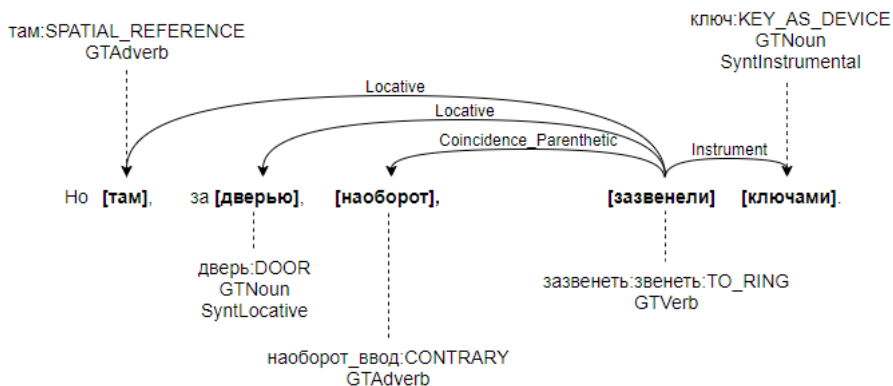 там:SPATIAL_REFERENCE
GTAdverb
ключ:KEY_AS_DEVICE
GTNoun
SyntInstrumental
Locative
Locative
Coincidence_Parenthetic
Instrument
Но [там], за [дверью], [наоборот], [зазвенели] [ключами].
дверь:DOOR
GTNoun
SyntLocative
зазвенеть:звенеть:TO_RING
GTVerb
наоборот_ввод:CONTRARY
GTAdverb